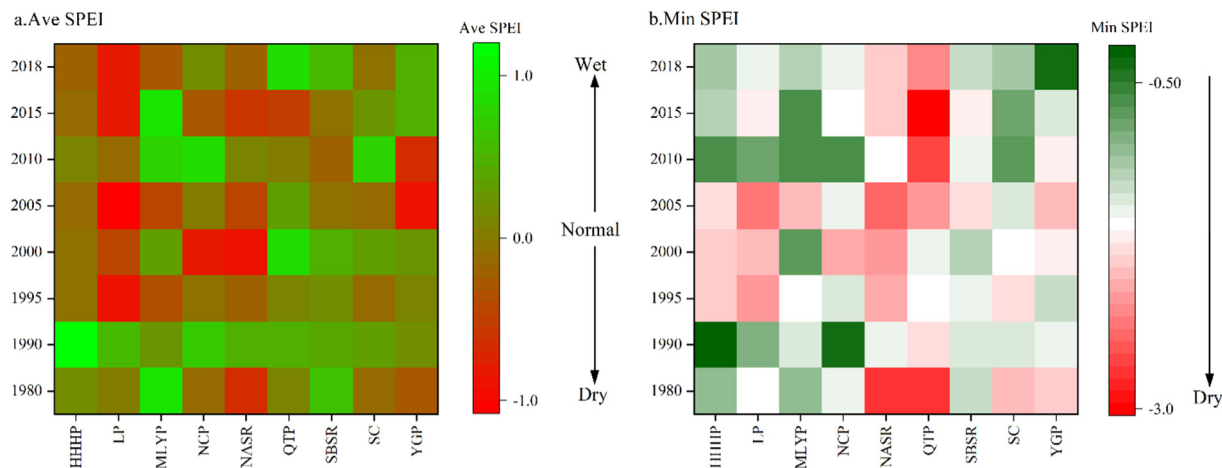 a.Ave SPEI
Ave SPEI
1.0
0.0
-1.0
Wet
Normal
Dry
2018
2015
2010
2005
2000
1995
1990
1980
HHHP
LP
MLYP
NCP
NASR
QTP
SBSR
SC
YGP
b.Min SPEI
Min SPEI
-0.50
-3.0
Dry
2018
2015
2010
2005
2000
1995
1990
1980
HHHP
LP
MLYP
NCP
NASR
QTP
SBSR
SC
YGP